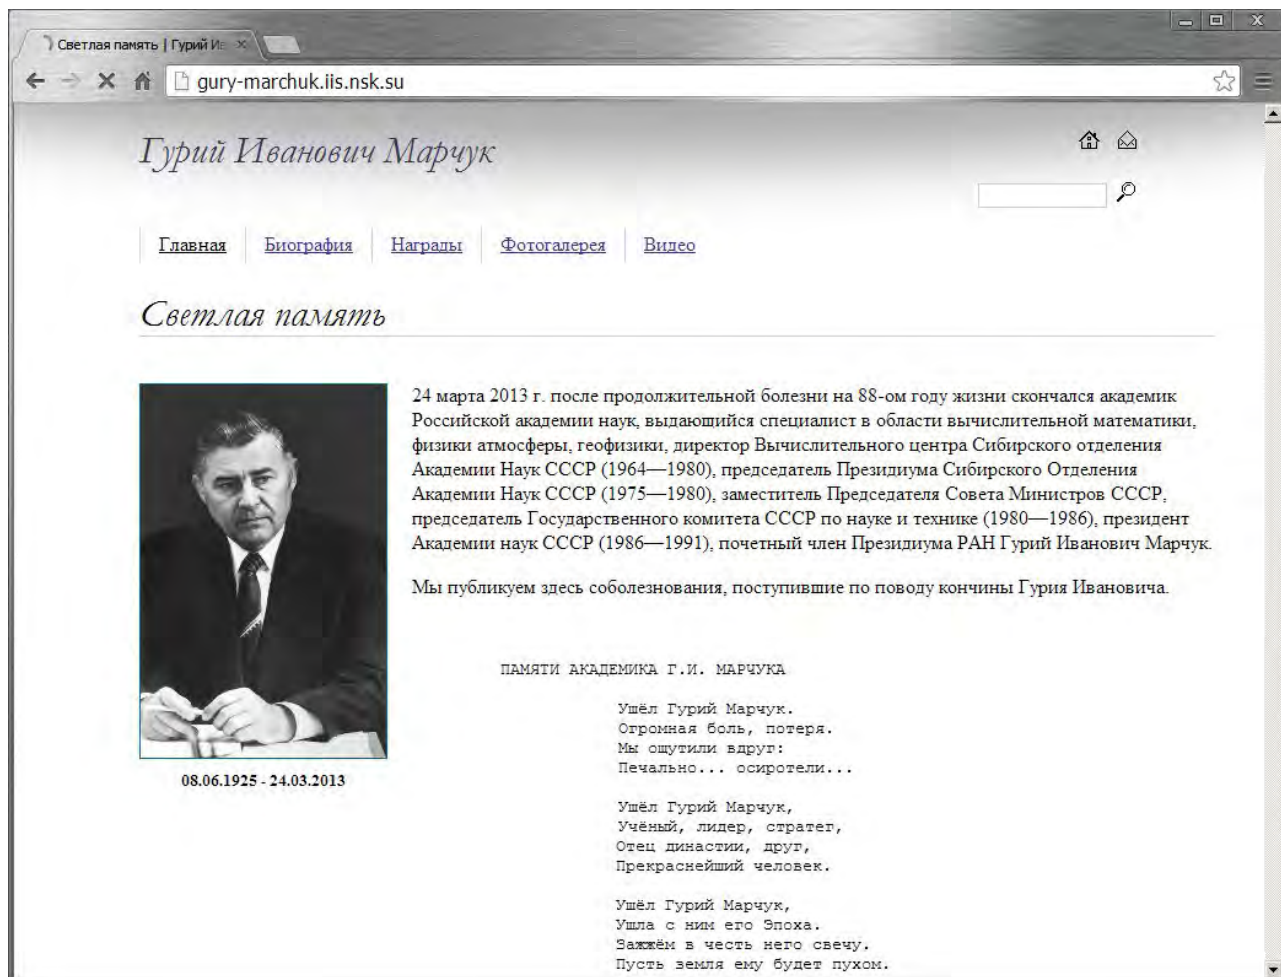 Светлая память | Гурий Ив
gury-marchuk.iis.nsk.su
Гурий Иванович Марчук
Главная Биография Награды Фотогалерея Видео
Светлая память
24 марта 2013 г. после продолжительной болезни на 88-ом году жизни скончался академик
Российской академии наук, выдающийся специалист в области вычислительной математики,
физики атмосферы, геофизики, директор Вычислительного центра Сибирского отделения
Академии Наук СССР (1964—1980), председатель Президиума Сибирского Отделения
Академии Наук СССР (1975—1980), заместитель Председателя Совета Министров СССР,
председатель Государственного комитета СССР по науке и технике (1980—1986), президент
Академии наук СССР (1986—1991), почетный член Президиума РАН Гурий Иванович Марчук.
Мы публикуем здесь соболезнования, поступившие по поводу кончины Гурия Ивановича.
08.06.1925 - 24.03.2013
ПАМЯТИ АКАДЕМИКА Г.И. МАРЧУКА
Ушёл Гурий Марчук.
Огромная боль, потеря.
Мы ощутили вдруг:
Печально... осиротели...
Ушёл Гурий Марчук,
Учёный, лидер, стратег,
Отец династии, друг,
Прекраснейший человек.
Ушёл Гурий Марчук,
Ушла с ним его Эпоха.
Зажжём в честь него свечу.
Пусть земля ему будет пухом.